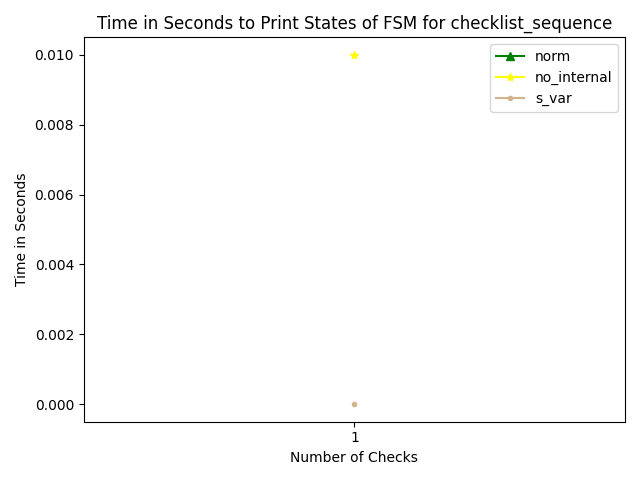 Time in Seconds to Print States of FSM for checklist_sequence
norm
no_internal
s_var
0.010
0.008
0.006
0.004
0.002
0.000
Time in Seconds
1
Number of Checks